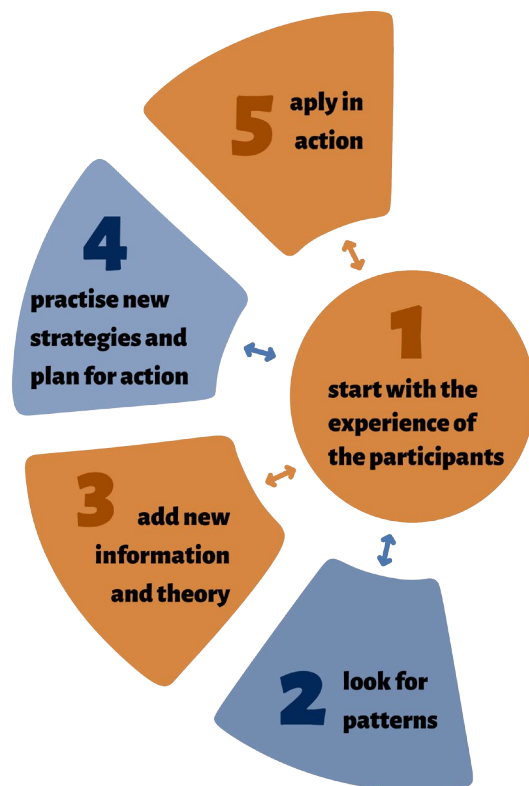 5
aply in
action
4
practise new
strategies and
plan for action
1
start with the
experience of
the participants
3
add new
information
and theory
2
look for
patterns